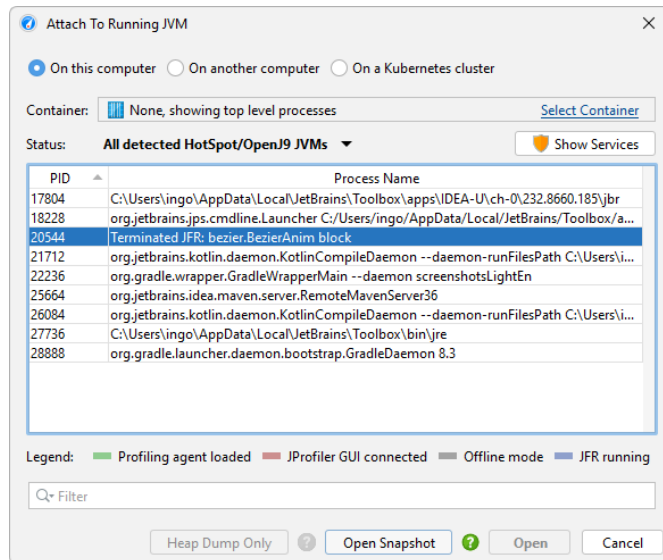 Attach To Running JVM
On this computer On another computer On a Kubernetes cluster
Container: None, showing top level processes Select Container
Status: All detected HotSpot/OpenJ9 JVMs Show Services
PID Process Name
17804 C:\Users\ingo\AppData\Local\JetBrains\Toolbox\apps\IDEA-U\ch-0\232.8660.185\jbr
18228 org.jetbrains.jps.cmdline.Launcher C:/Users/ingo/AppData/Local/JetBrains/Toolbox/a...
20544 Terminated JFR: bezier.BezierAnim block
21712 org.jetbrains.kotlin.daemon.KotlinCompileDaemon --daemon-runFilesPath C:\Users\i...
22236 org.gradle.wrapper.GradleWrapperMain --daemon screenshotsLightEn
25664 org.jetbrains.idea.maven.server.RemoteMavenServer36
26084 org.jetbrains.kotlin.daemon.KotlinCompileDaemon --daemon-runFilesPath C:\Users\i...
27736 C:\Users\ingo\AppData\Local\JetBrains\Toolbox\bin\jre
28888 org.gradle.launcher.daemon.bootstrap.GradleDaemon 8.3
Legend: Profiling agent loaded JProfiler GUI connected Offline mode JFR running
Filter
Heap Dump Only ? Open Snapshot ? Open Cancel